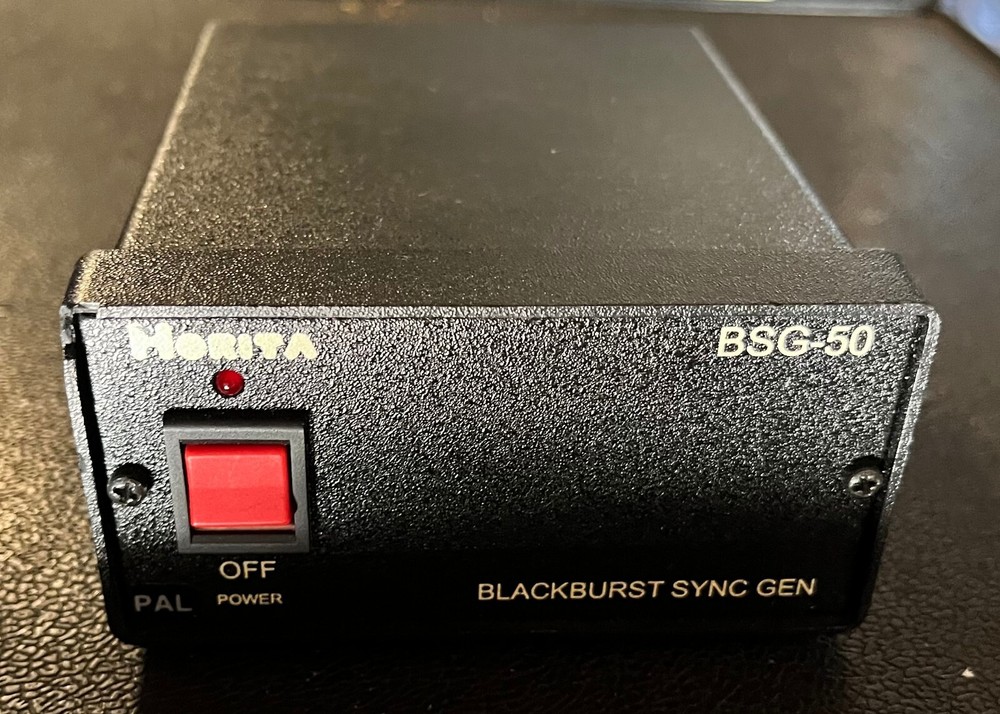 HORITA
BSG-50
OFF
POWER
PAL
BLACKBURST SYNC GEN